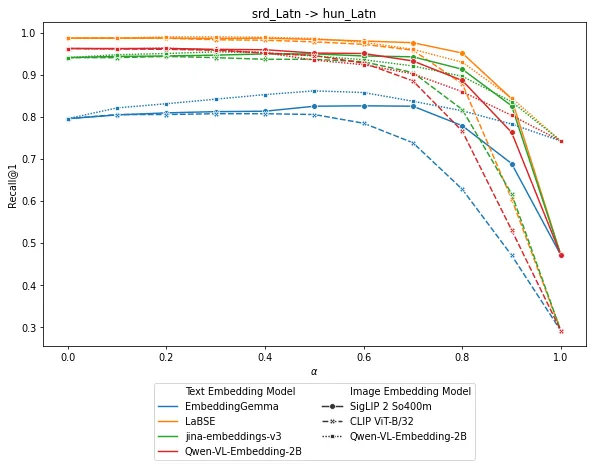 srd_Latn -> hun_Latn
Recall@1
1.0
0.9
0.8
0.7
0.6
0.5
0.4
0.3
0.0
0.2
0.4
0.6
0.8
1.0
α
Text Embedding Model
EmbeddingGemma
LaBSE
jina-embeddings-v3
Qwen-VL-Embedding-2B
Image Embedding Model
SigLIP 2 So400m
CLIP ViT-B/32
Qwen-VL-Embedding-2B